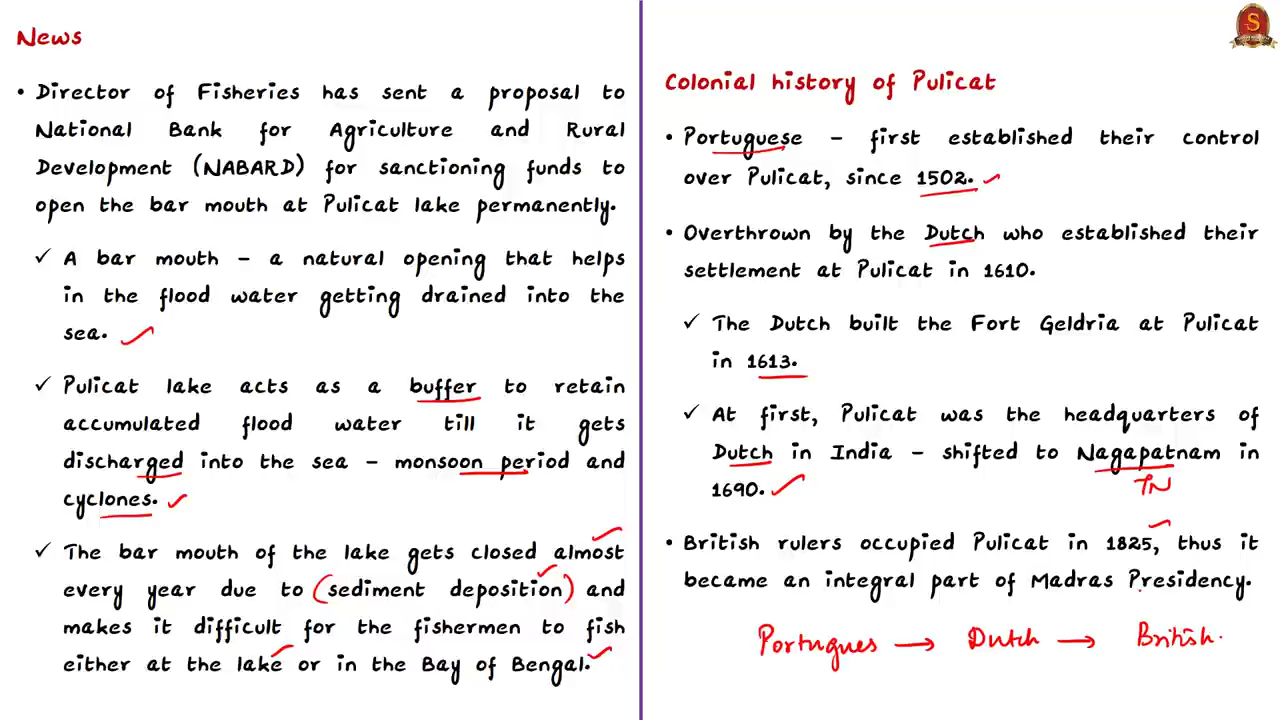 News
• Director of Fisheries has sent a proposal to
National Bank for Agriculture and Rural
Development (NABARD) for sanctioning funds to
open the bar mouth at Pulicat lake permanently.
✓ A bar mouth – a natural opening that helps
in the flood water getting drained into the
sea.
✓ Pulicat lake acts as a buffer to retain
accumulated flood water till it gets
discharged into the sea – monsoon period and
cyclones.
✓ The bar mouth of the lake gets closed almost
every year due to (sediment deposition) and
makes it difficult for the fishermen to fish
either at the lake or in the Bay of Bengal.
S
Colonial history of Pulicat
• Portuguese – first established their control
over Pulicat, since 1502.
• Overthrown by the Dutch who established their
settlement at Pulicat in 1610.
✓ The Dutch built the Fort Geldria at Pulicat
in 1613.
✓ At first, Pulicat was the headquarters of
Dutch in India – shifted to Nagapatnam in
1690.
TN
• British rulers occupied Pulicat in 1825, thus it
became an integral part of Madras Presidency.
Portugues → Dutch → British.